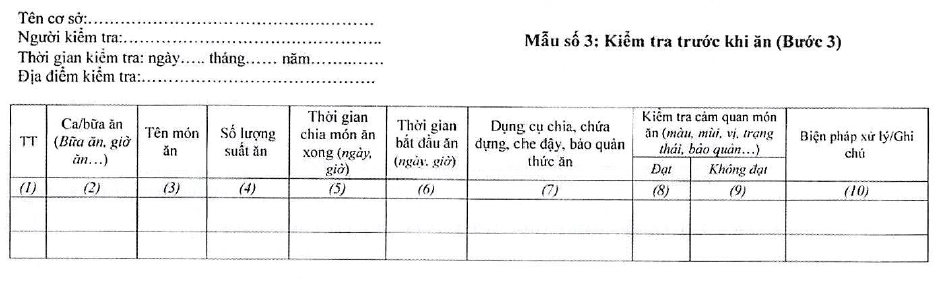 Tên cơ sở:……………………………………
Người kiểm tra:……………………………………
Thời gian kiểm tra: ngày….. tháng…… năm……………
Địa điểm kiểm tra:……………………………………
Mẫu số 3: Kiểm tra trước khi ăn (Bước 3)
TT
Ca/bữa ăn
(Bữa ăn, giờ
ăn…)
Tên món
ăn
Số lượng
suất ăn
Thời gian
chia món ăn
xong (ngày,
giờ)
Thời gian
bắt đầu ăn
(ngày, giờ)
Dụng cụ chia, chứa
đựng, che đậy, bảo quản
thức ăn
Kiểm tra cảm quan món
ăn (màu, mùi, vị, trạng
thái, bảo quản…)
Đạt
Không đạt
Biện pháp xử lý/Ghi
chú
(1) (2) (3) (4) (5) (6) (7) (8) (9) (10)